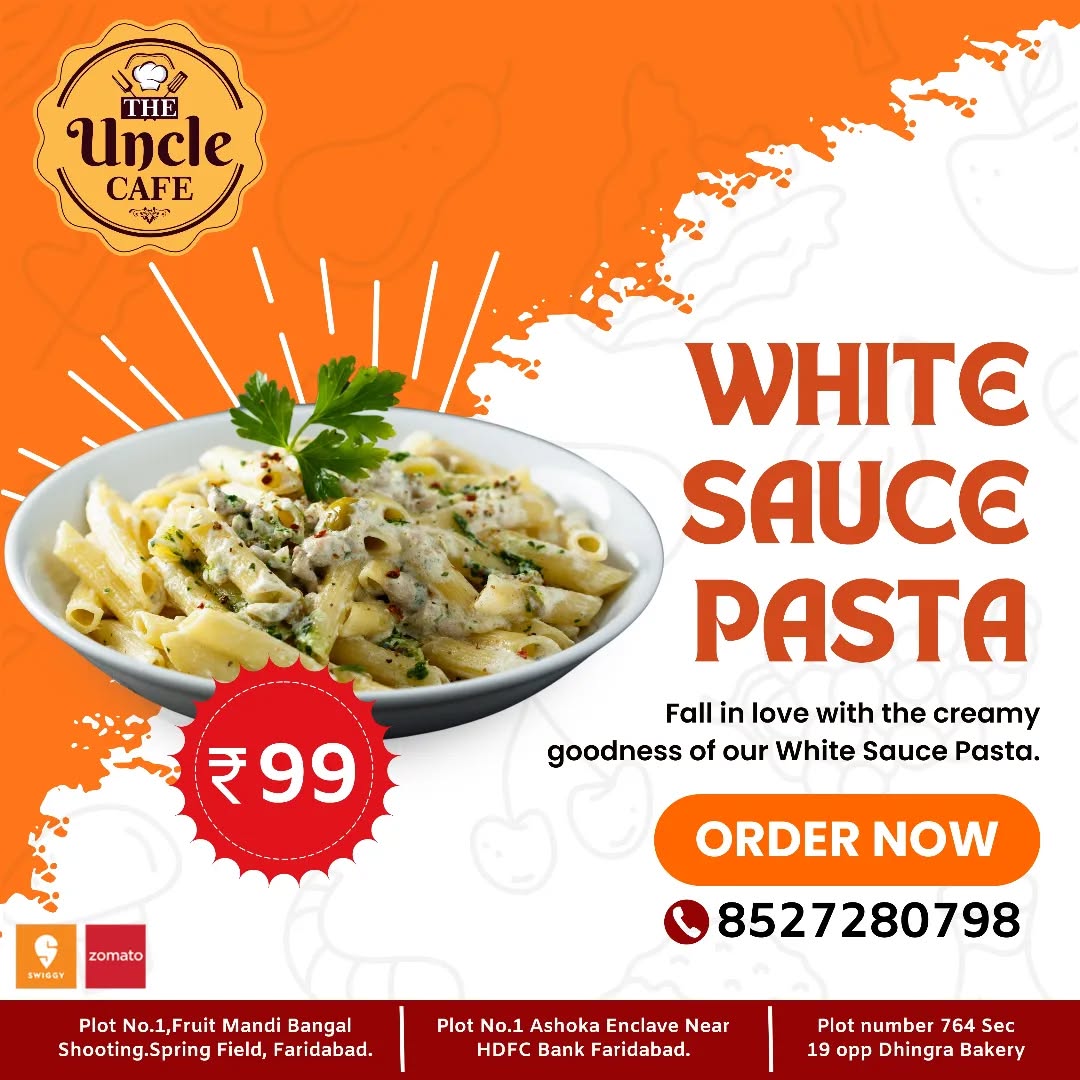 THE
Uncle
CAFE
WHITE
SAUCE
PASTA
Fall in love with the creamy
goodness of our White Sauce Pasta.
₹99
ORDER NOW
8527280798
SWIGGY
zomato
Plot No.1,Fruit Mandi Bangal
Shooting.Spring Field, Faridabad.
Plot No.1 Ashoka Enclave Near
HDFC Bank Faridabad.
Plot number 764 Sec
19 opp Dhingra Bakery